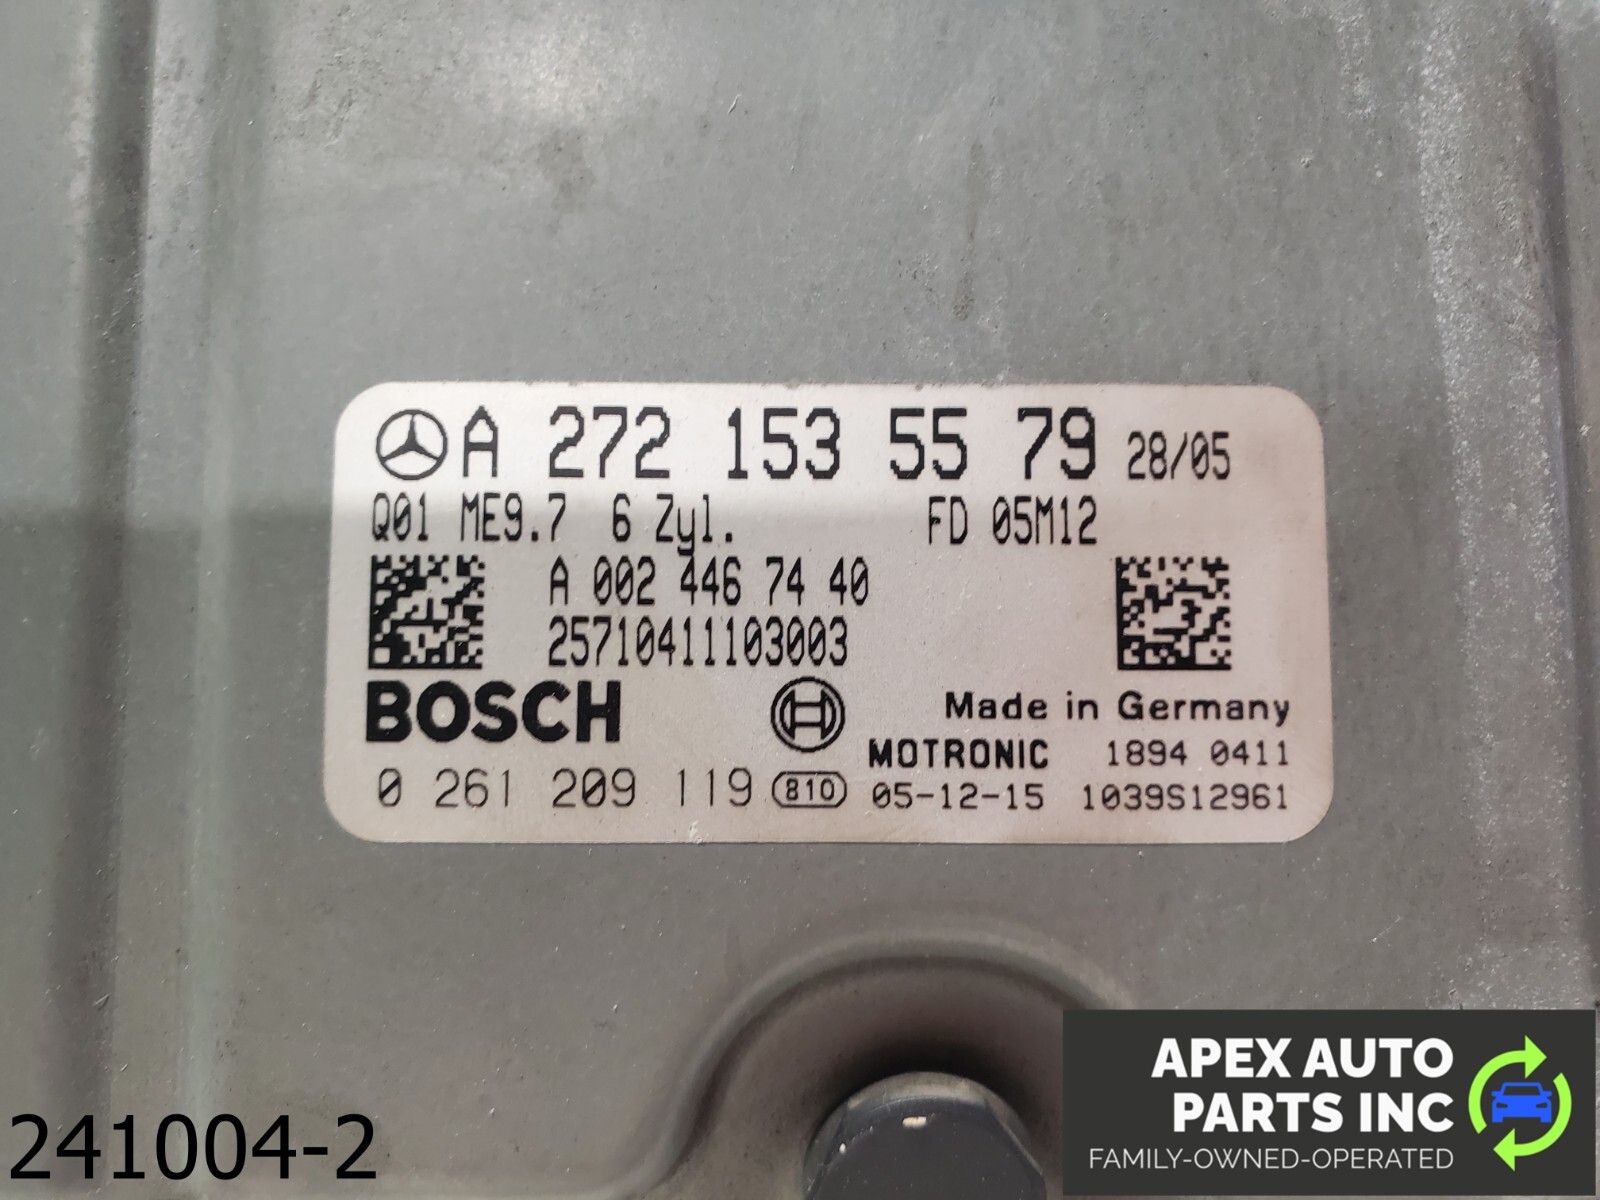 A 272 153 55 79 28/05
Q01 ME9.7 6 Zyl. FD 05M12
A 002 446 74 40
25710411103003
BOSCH Made in Germany
MOTRONIC 1894 0411
0 261 209 119 810 05-12-15 1039S12961
241004-2
APEX AUTO
PARTS INC
FAMILY-OWNED-OPERATED